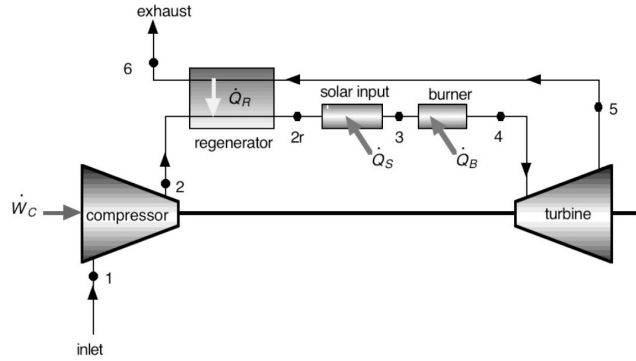 exhaust
6
Q̇R
solar input
burner
regenerator
2r
3
4
5
Q̇S
Q̇B
2
ẆC
compressor
turbine
1
inlet